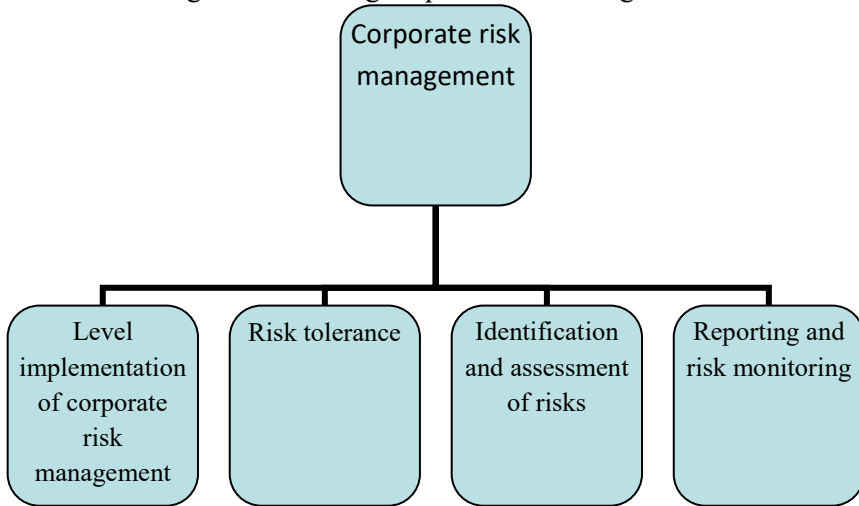 Corporate risk
management
Level
implementation
of corporate
risk
management
Risk tolerance
Identification
and assessment
of risks
Reporting and
risk monitoring